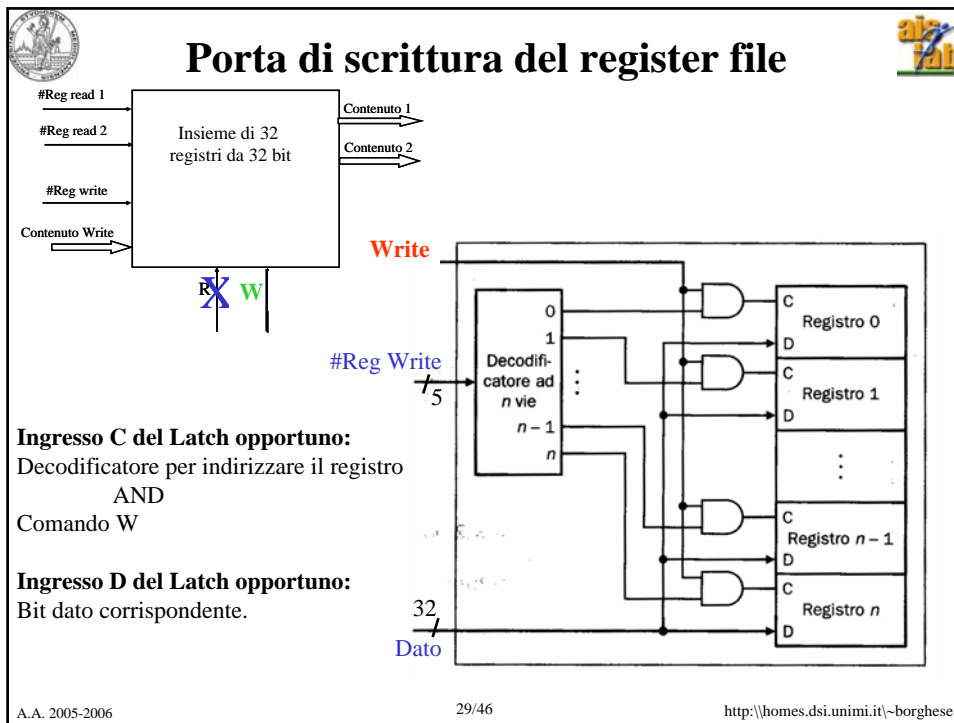 Porta di scrittura del register file
#Reg read 1
#Reg read 2
#Reg write
Contenuto Write
Insieme di 32
registri da 32 bit
Contenuto 1
Contenuto 2
R
X
W
Write
#Reg Write
5
Decodifi-
catore ad
n vie
0
1
n – 1
n
C
Registro 0
D
C
Registro 1
D
C
Registro n – 1
D
C
Registro n
D
32
Dato
Ingresso C del Latch opportuno:
Decodificatore per indirizzare il registro
AND
Comando W
Ingresso D del Latch opportuno:
Bit dato corrispondente.
A.A. 2005-2006
29/46
http:\\homes.dsi.unimi.it\~borghese